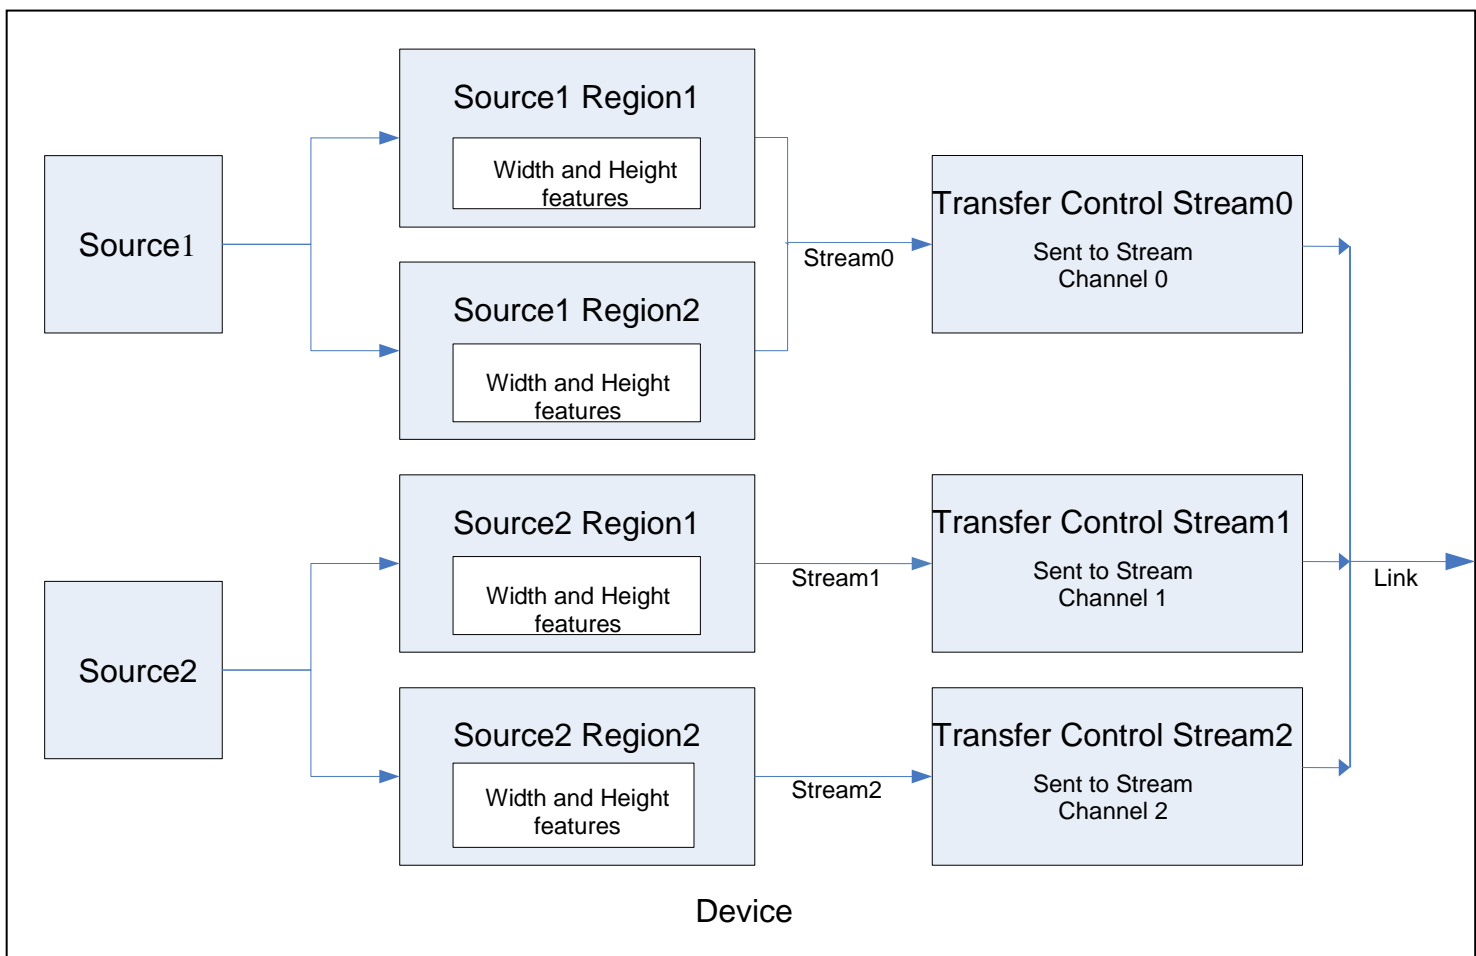 Source1
Source1 Region1
Width and Height
features
Source1 Region2
Width and Height
features
Stream0
Transfer Control Stream0
Sent to Stream
Channel 0
Source2
Source2 Region1
Width and Height
features
Stream1
Transfer Control Stream1
Sent to Stream
Channel 1
Source2 Region2
Width and Height
features
Stream2
Transfer Control Stream2
Sent to Stream
Channel 2
Link
Device